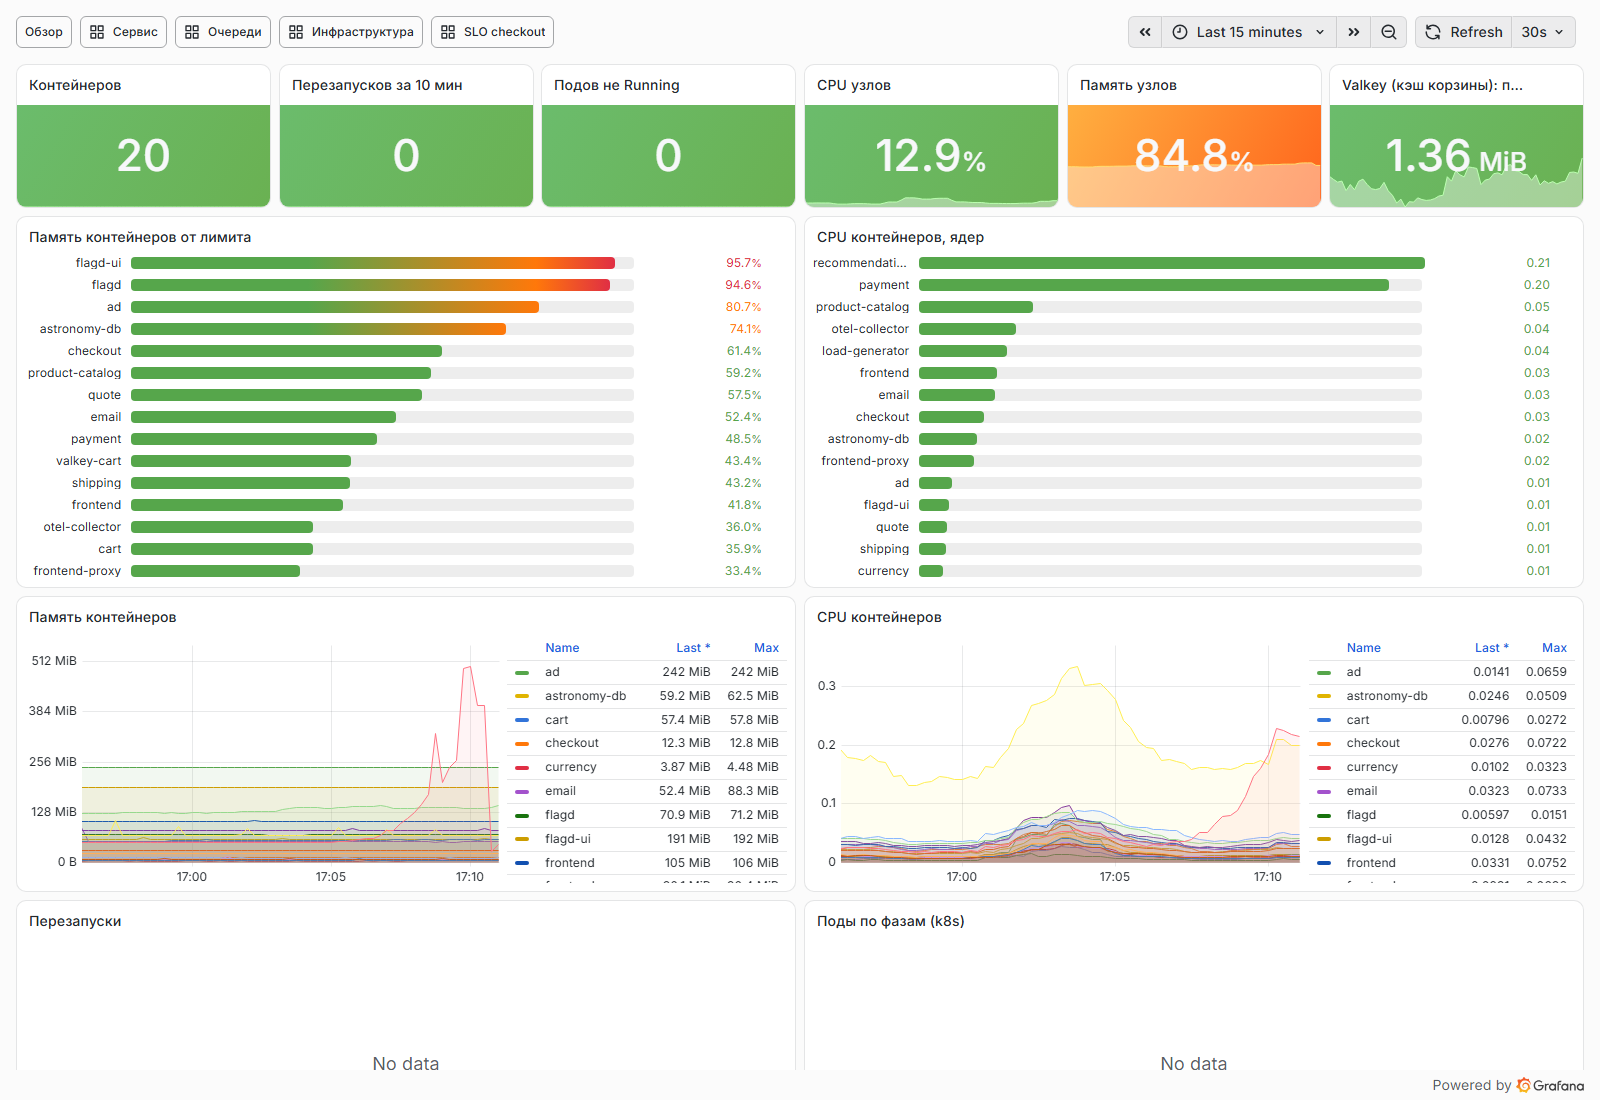 Обзор
Сервис
Очереди
Инфраструктура
SLO checkout
Last 15 minutes
Refresh
30s
Контейнеров
20
Перезапусков за 10 мин
0
Подов не Running
0
CPU узлов
12.9%
Память узлов
84.8%
Valkey (кэш корзины): п...
1.36 MiB
Память контейнеров от лимита
flagd-ui 95.7%
flagd 94.6%
ad 80.7%
astronomy-db 74.1%
checkout 61.4%
product-catalog 59.2%
quote 57.5%
email 52.4%
payment 48.5%
valkey-cart 43.4%
shipping 43.2%
frontend 41.8%
otel-collector 36.0%
cart 35.9%
frontend-proxy 33.4%
CPU контейнеров, ядер
recommendati... 0.21
payment 0.20
product-catalog 0.05
otel-collector 0.04
load-generator 0.04
frontend 0.03
email 0.03
checkout 0.03
astronomy-db 0.02
frontend-proxy 0.02
ad 0.01
flagd-ui 0.01
quote 0.01
shipping 0.01
currency 0.01
Память контейнеров
512 MiB
384 MiB
256 MiB
128 MiB
0 B
17:00 17:05 17:10
Name Last * Max
ad 242 MiB 242 MiB
astronomy-db 59.2 MiB 62.5 MiB
cart 57.4 MiB 57.8 MiB
checkout 12.3 MiB 12.8 MiB
currency 3.87 MiB 4.48 MiB
email 52.4 MiB 88.3 MiB
flagd 70.9 MiB 71.2 MiB
flagd-ui 191 MiB 192 MiB
frontend 105 MiB 106 MiB
CPU контейнеров
0.3
0.2
0.1
0
17:00 17:05 17:10
Name Last * Max
ad 0.0141 0.0659
astronomy-db 0.0246 0.0509
cart 0.00796 0.0272
checkout 0.0276 0.0722
currency 0.0102 0.0323
email 0.0323 0.0733
flagd 0.00597 0.0151
flagd-ui 0.0128 0.0432
frontend 0.0331 0.0752
Перезапуски
No data
Поды по фазам (k8s)
No data
Powered by Grafana